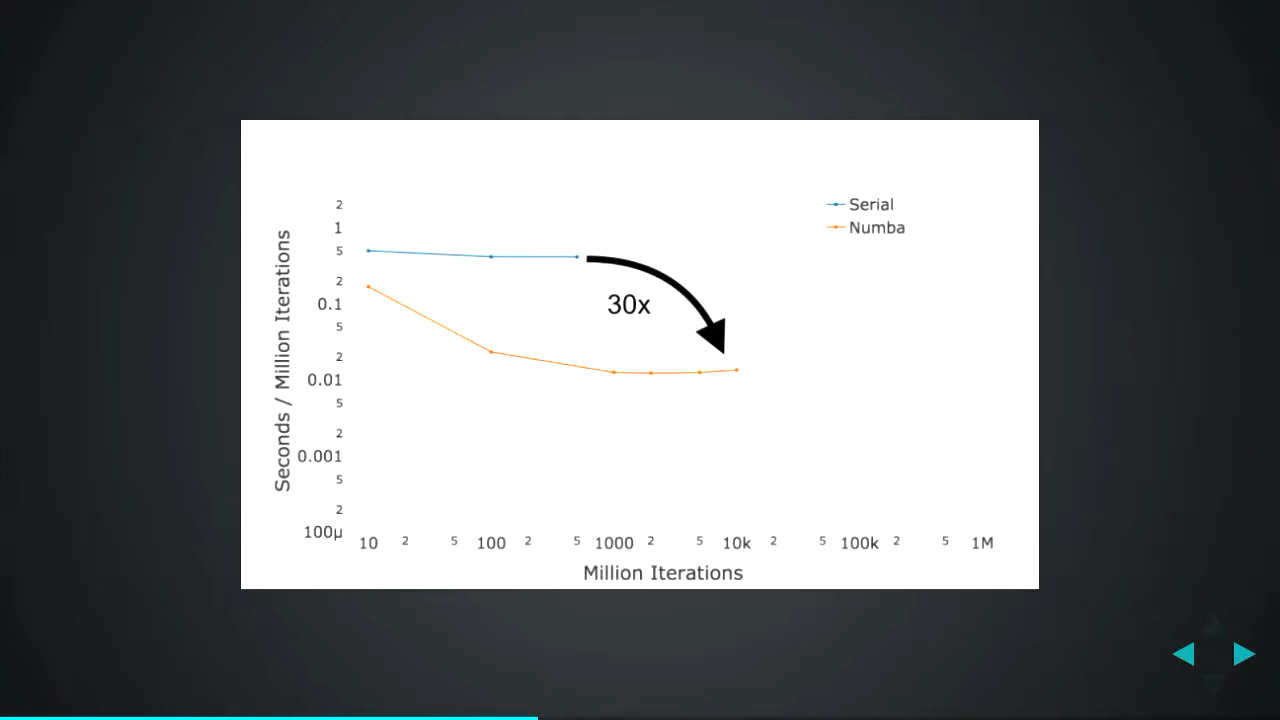 Serial
Numba
30x
Seconds / Million Iterations
2
1
5
2
0.1
5
2
0.01
5
2
0.001
5
2
100μ
10 2 5 100 2 5 1000 2 5 10k 2 5 100k 2 5 1M
Million Iterations